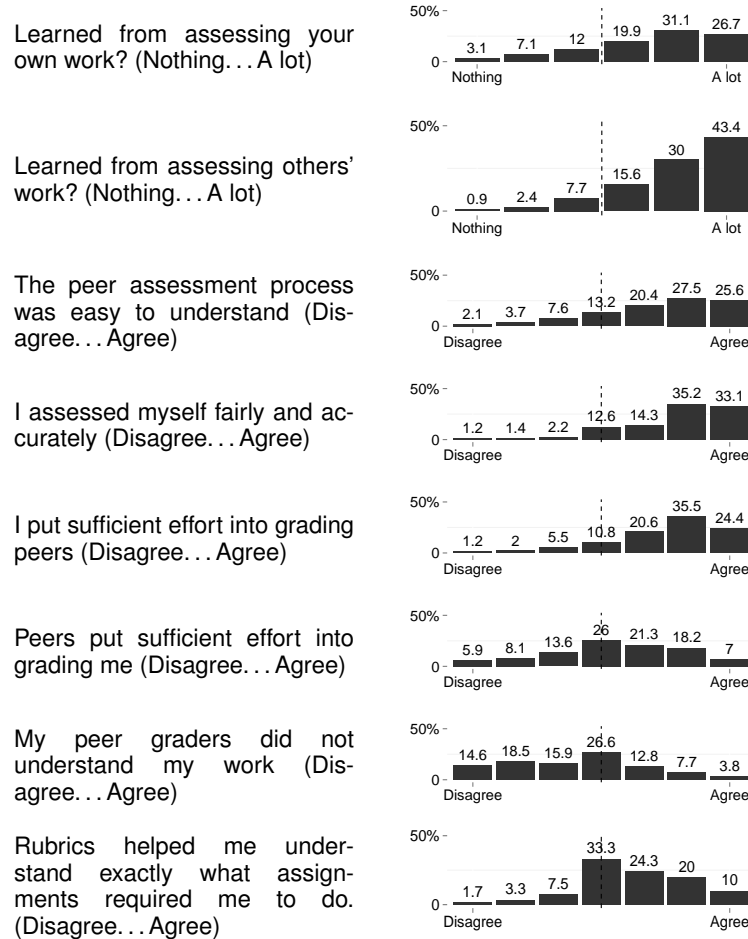 Learned from assessing your
own work? (Nothing. . . A lot)
50%
0
3.1 7.1 12 19.9 31.1 26.7
Nothing A lot
Learned from assessing others'
work? (Nothing. . . A lot)
50%
0
0.9 2.4 7.7 15.6 30 43.4
Nothing A lot
The peer assessment process
was easy to understand (Dis-
agree. . . Agree)
50%
0
2.1 3.7 7.6 13.2 20.4 27.5 25.6
Disagree Agree
I assessed myself fairly and ac-
curately (Disagree. . . Agree)
50%
0
1.2 1.4 2.2 12.6 14.3 35.2 33.1
Disagree Agree
I put sufficient effort into grading
peers (Disagree. . . Agree)
50%
0
1.2 2 5.5 10.8 20.6 35.5 24.4
Disagree Agree
Peers put sufficient effort into
grading me (Disagree. . . Agree)
50%
0
5.9 8.1 13.6 26 21.3 18.2 7
Disagree Agree
My peer graders did not
understand my work (Dis-
agree. . . Agree)
50%
0
14.6 18.5 15.9 26.6 12.8 7.7 3.8
Disagree Agree
Rubrics helped me under-
stand exactly what assign-
ments required me to do.
(Disagree. . . Agree)
50%
0
1.7 3.3 7.5 33.3 24.3 20 10
Disagree Agree